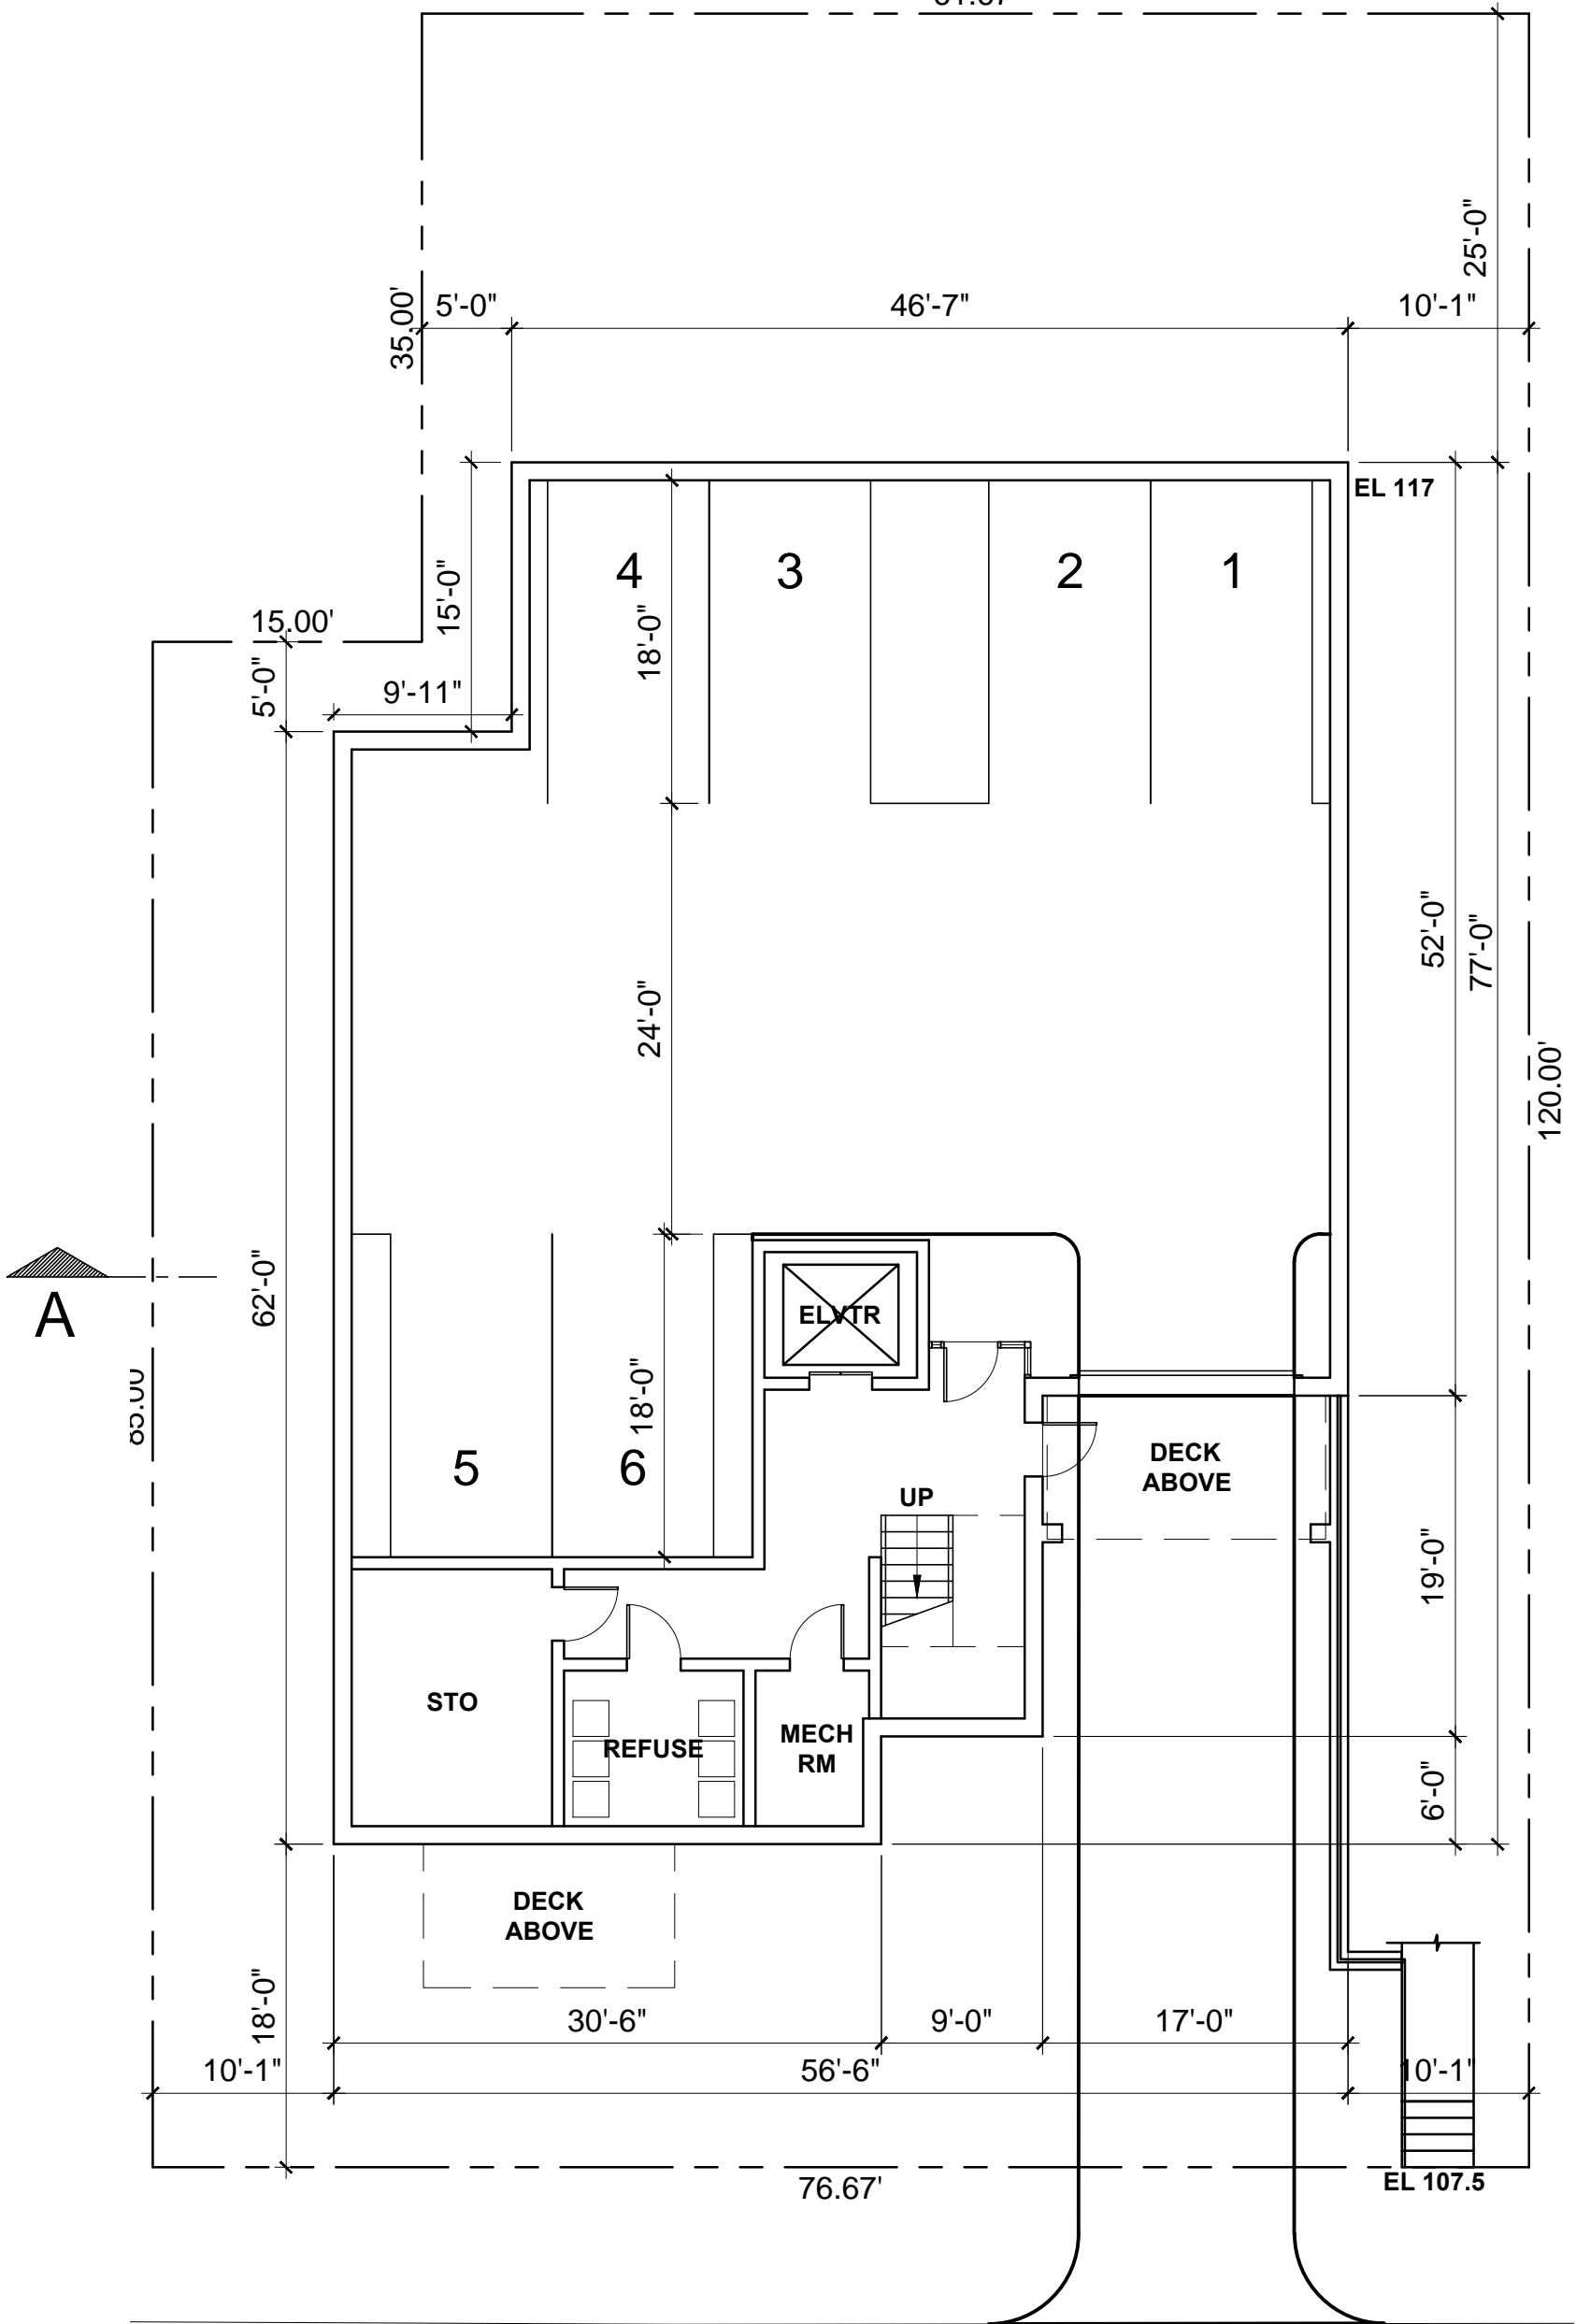 25'-0"
35.00'
5'-0"
46'-7"
10'-1"
EL 117
4
3
2
1
15'-0"
18'-0"
15.00'
5'-0"
9'-11"
52'-0"
77'-0"
24'-0"
120.00'
A
62'-0"
ELVTR
18'-0"
5
6
DECK
ABOVE
UP
19'-0"
STO
REFUSE
MECH
RM
6'-0"
DECK
ABOVE
18'-0"
30'-6"
9'-0"
17'-0"
10'-1"
56'-6"
10'-1"
76.67'
EL 107.5